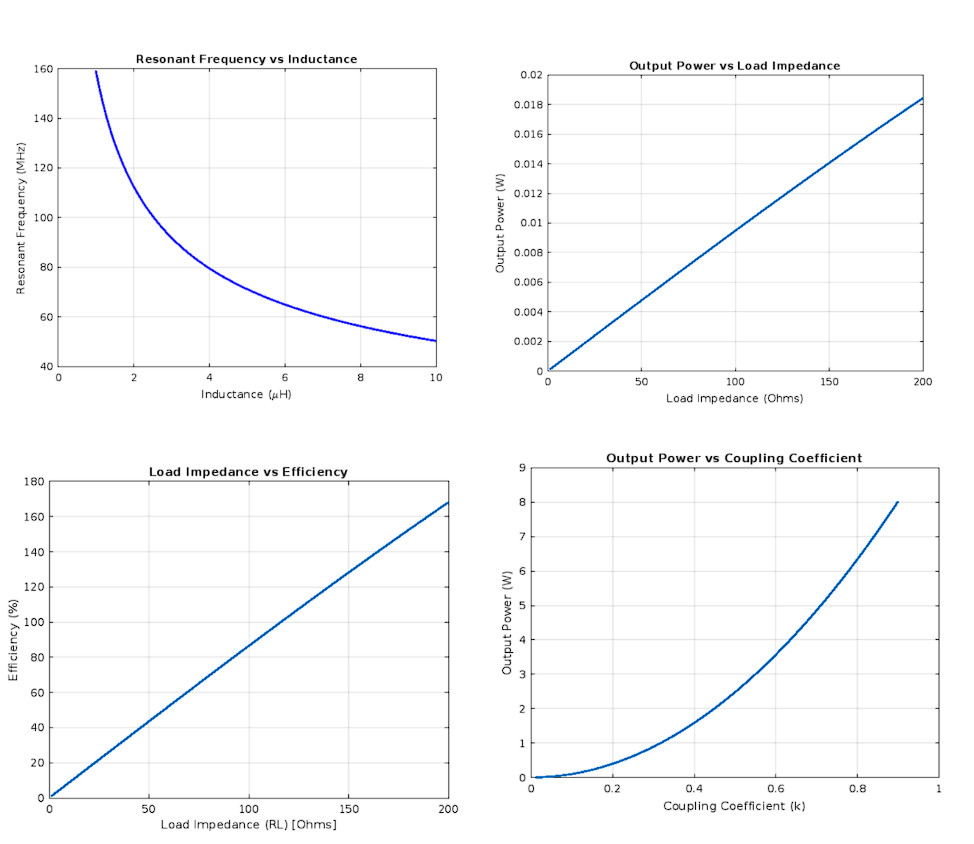 Resonant Frequency vs Inductance
160
140
120
100
80
60
40
0 2 4 6 8 10
Resonant Frequency (MHz)
Inductance (μH)
Output Power vs Load Impedance
0.02
0.018
0.016
0.014
0.012
0.01
0.008
0.006
0.004
0.002
0
0 50 100 150 200
Output Power (W)
Load Impedance (Ohms)
Load Impedance vs Efficiency
180
160
140
120
100
80
60
40
20
0
0 50 100 150 200
Efficiency (%)
Load Impedance (RL) [Ohms]
Output Power vs Coupling Coefficient
9
8
7
6
5
4
3
2
1
0
0 0.2 0.4 0.6 0.8 1
Output Power (W)
Coupling Coefficient (k)